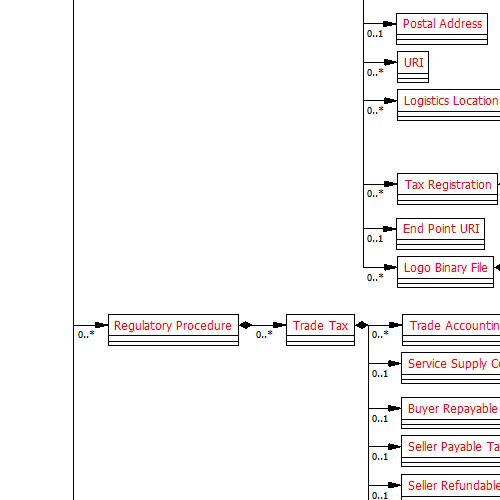 Postal Address
0..1
URI
0..*
Logistics Location
0..*
Tax Registration
0..*
End Point URI
0..1
Logo Binary File
0..*
Regulatory Procedure
0..*
Trade Tax
0..*
Trade Accountin
0..*
Service Supply Co
0..1
Buyer Repayable
0..1
Seller Payable Ta
0..1
Seller Refundable
0..1